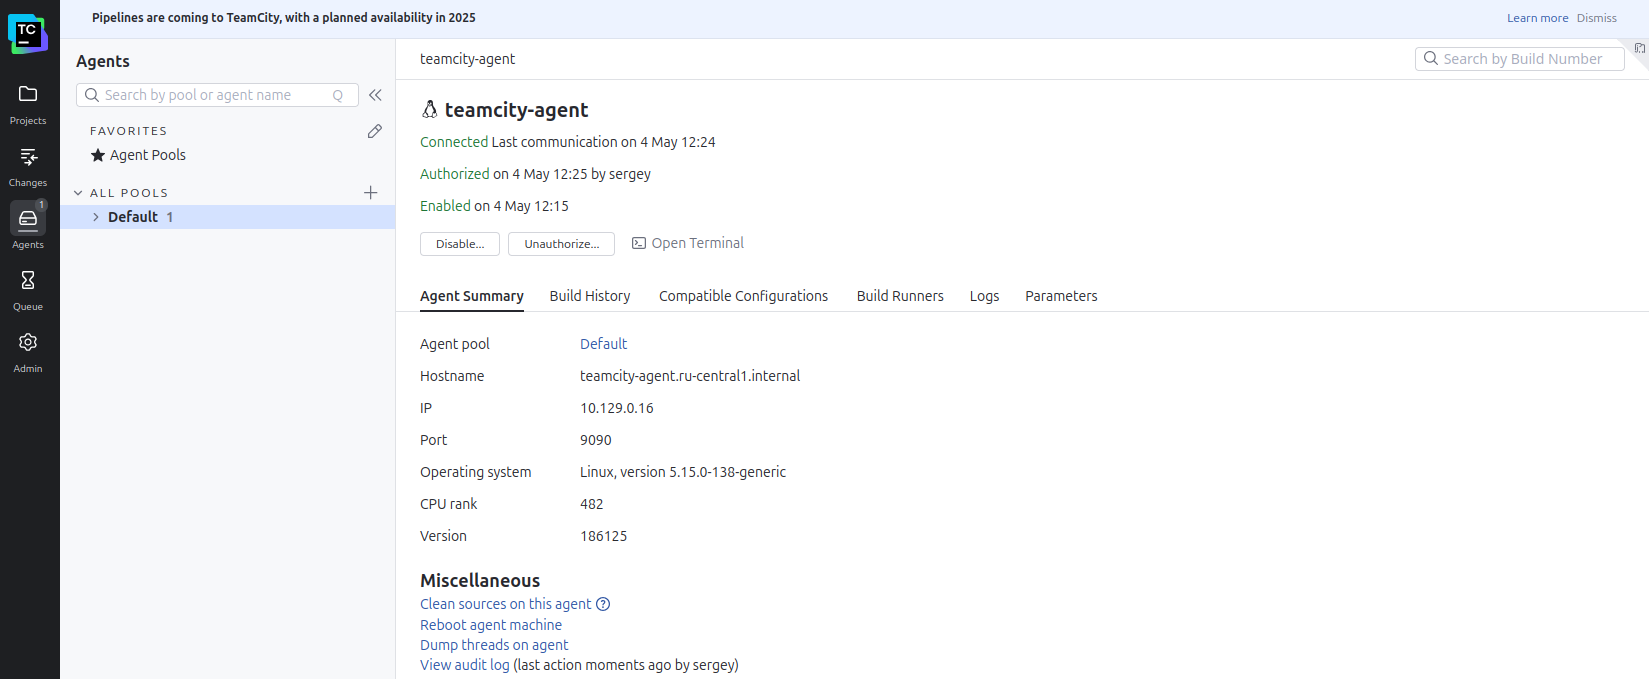 Pipelines are coming to TeamCity, with a planned availability in 2025
Learn more Dismiss
TC
Projects
Changes
1
Agents
Queue
Admin
Agents
Search by pool or agent name Q
FAVORITES
Agent Pools
ALL POOLS
Default 1
teamcity-agent
Search by Build Number
teamcity-agent
Connected Last communication on 4 May 12:24
Authorized on 4 May 12:25 by sergey
Enabled on 4 May 12:15
Disable... Unauthorize... Open Terminal
Agent Summary Build History Compatible Configurations Build Runners Logs Parameters
Agent pool Default
Hostname teamcity-agent.ru-central1.internal
IP 10.129.0.16
Port 9090
Operating system Linux, version 5.15.0-138-generic
CPU rank 482
Version 186125
Miscellaneous
Clean sources on this agent ?
Reboot agent machine
Dump threads on agent
View audit log (last action moments ago by sergey)